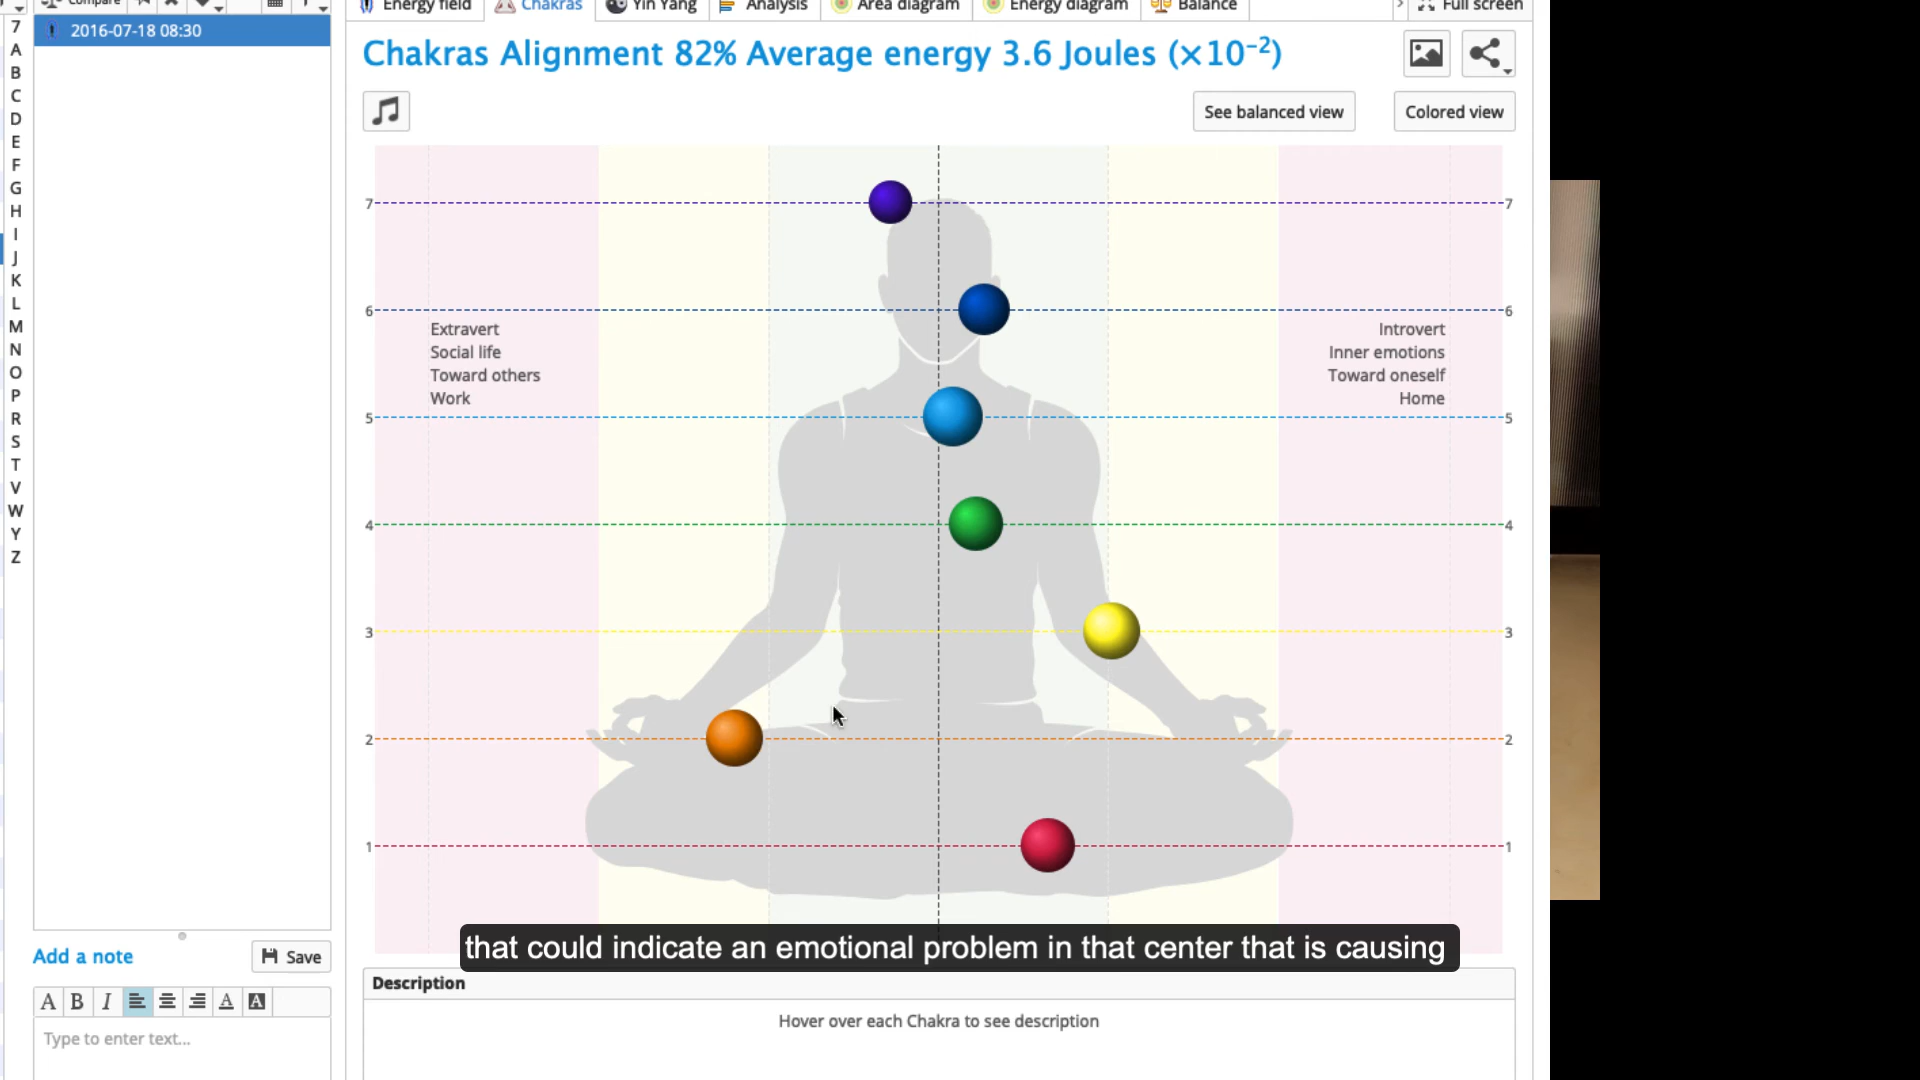 Compare
Energy field
Chakras
Yin Yang
Analysis
Area diagram
Energy diagram
Balance
Full screen
7
A
B
C
D
E
F
G
H
I
J
K
L
M
N
O
P
R
S
T
V
W
Y
Z
2016-07-18 08:30
Chakras Alignment 82% Average energy 3.6 Joules (×10⁻²)
See balanced view
Colored view
7 7
6 6
Extravert
Social life
Toward others
Work
Introvert
Inner emotions
Toward oneself
Home
5 5
4 4
3 3
2 2
1 1
that could indicate an emotional problem in that center that is causing
Add a note
Save
A B I A A
Type to enter text...
Description
Hover over each Chakra to see description